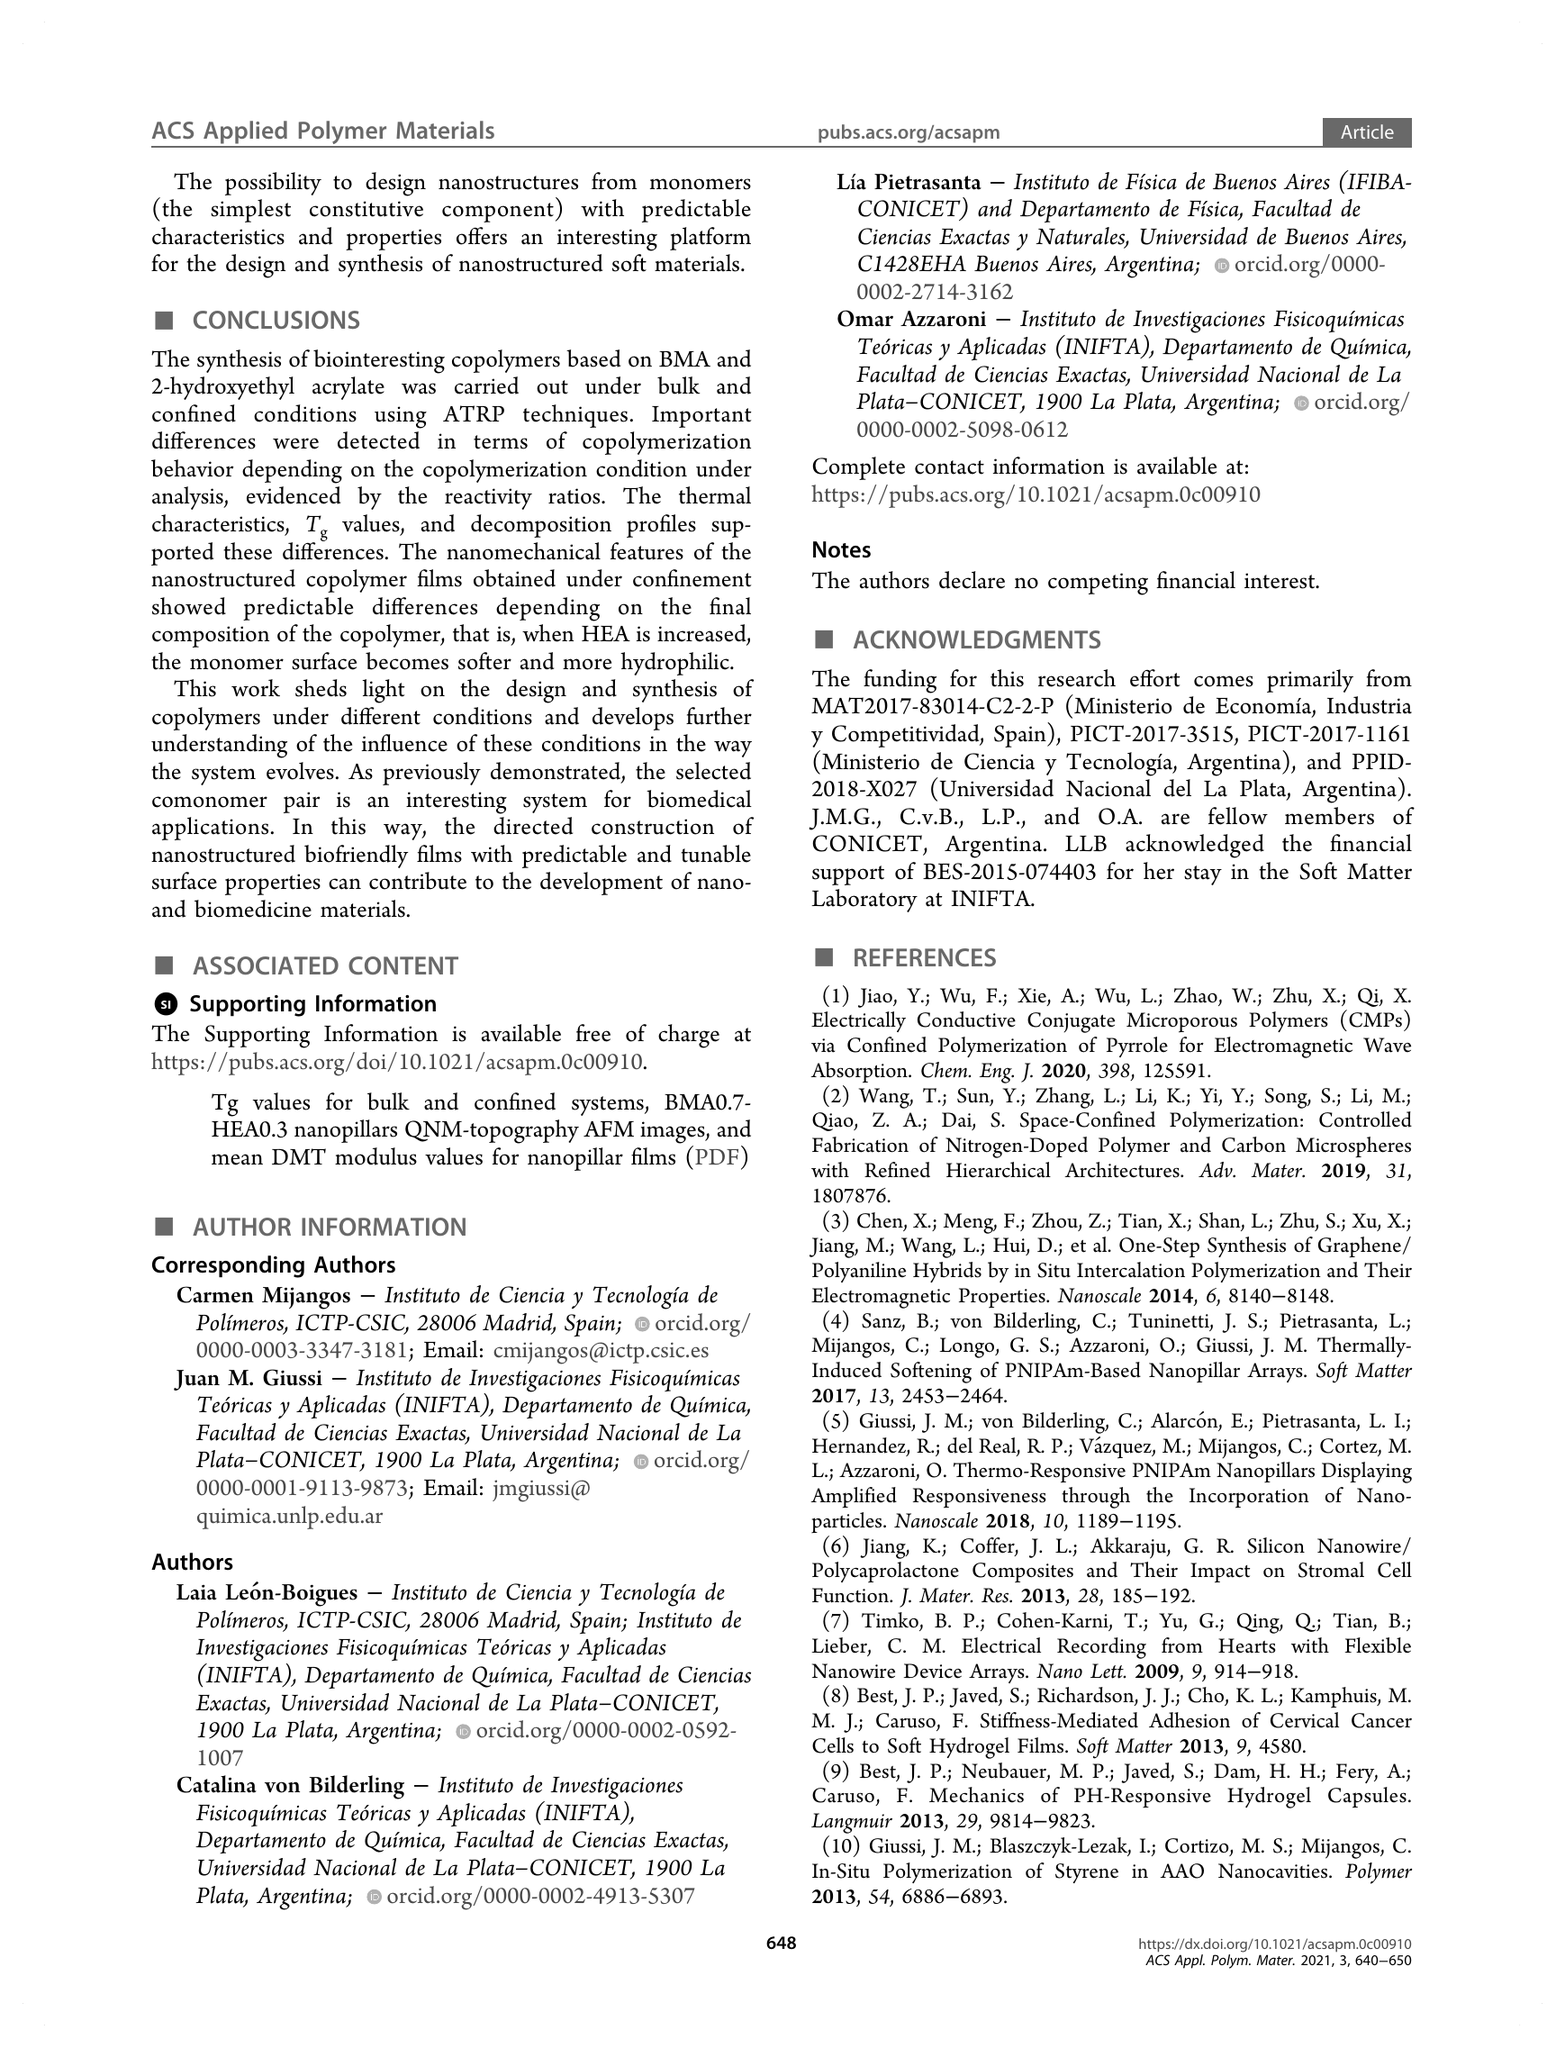 ACS Applied Polymer Materials
pubs.acs.org/acsapm
Article
The possibility to design nanostructures from monomers
(the simplest constitutive component) with predictable
characteristics and properties offers an interesting platform
for the design and synthesis of nanostructured soft materials.
■ CONCLUSIONS
The synthesis of biointeresting copolymers based on BMA and
2-hydroxyethyl acrylate was carried out under bulk and
confined conditions using ATRP techniques. Important
differences were detected in terms of copolymerization
behavior depending on the copolymerization condition under
analysis, evidenced by the reactivity ratios. The thermal
characteristics, Tg values, and decomposition profiles sup-
ported these differences. The nanomechanical features of the
nanostructured copolymer films obtained under confinement
showed predictable differences depending on the final
composition of the copolymer, that is, when HEA is increased,
the monomer surface becomes softer and more hydrophilic.
This work sheds light on the design and synthesis of
copolymers under different conditions and develops further
understanding of the influence of these conditions in the way
the system evolves. As previously demonstrated, the selected
comonomer pair is an interesting system for biomedical
applications. In this way, the directed construction of
nanostructured biofriendly films with predictable and tunable
surface properties can contribute to the development of nano-
and biomedicine materials.
■ ASSOCIATED CONTENT
SI Supporting Information
The Supporting Information is available free of charge at
https://pubs.acs.org/doi/10.1021/acsapm.0c00910.
Tg values for bulk and confined systems, BMA0.7-
HEA0.3 nanopillars QNM-topography AFM images, and
mean DMT modulus values for nanopillar films (PDF)
■ AUTHOR INFORMATION
Corresponding Authors
Carmen Mijangos − Instituto de Ciencia y Tecnología de
Polímeros, ICTP-CSIC, 28006 Madrid, Spain; iD orcid.org/
0000-0003-3347-3181; Email: cmijangos@ictp.csic.es
Juan M. Giussi − Instituto de Investigaciones Fisicoquímicas
Teóricas y Aplicadas (INIFTA), Departamento de Química,
Facultad de Ciencias Exactas, Universidad Nacional de La
Plata−CONICET, 1900 La Plata, Argentina; iD orcid.org/
0000-0001-9113-9873; Email: jmgiussi@
quimica.unlp.edu.ar
Authors
Laia León-Boigues − Instituto de Ciencia y Tecnología de
Polímeros, ICTP-CSIC, 28006 Madrid, Spain; Instituto de
Investigaciones Fisicoquímicas Teóricas y Aplicadas
(INIFTA), Departamento de Química, Facultad de Ciencias
Exactas, Universidad Nacional de La Plata−CONICET,
1900 La Plata, Argentina; iD orcid.org/0000-0002-0592-
1007
Catalina von Bilderling − Instituto de Investigaciones
Fisicoquímicas Teóricas y Aplicadas (INIFTA),
Departamento de Química, Facultad de Ciencias Exactas,
Universidad Nacional de La Plata−CONICET, 1900 La
Plata, Argentina; iD orcid.org/0000-0002-4913-5307
Lía Pietrasanta − Instituto de Física de Buenos Aires (IFIBA-
CONICET) and Departamento de Física, Facultad de
Ciencias Exactas y Naturales, Universidad de Buenos Aires,
C1428EHA Buenos Aires, Argentina; iD orcid.org/0000-
0002-2714-3162
Omar Azzaroni − Instituto de Investigaciones Fisicoquímicas
Teóricas y Aplicadas (INIFTA), Departamento de Química,
Facultad de Ciencias Exactas, Universidad Nacional de La
Plata−CONICET, 1900 La Plata, Argentina; iD orcid.org/
0000-0002-5098-0612
Complete contact information is available at:
https://pubs.acs.org/10.1021/acsapm.0c00910
Notes
The authors declare no competing financial interest.
■ ACKNOWLEDGMENTS
The funding for this research effort comes primarily from
MAT2017-83014-C2-2-P (Ministerio de Economía, Industria
y Competitividad, Spain), PICT-2017-3515, PICT-2017-1161
(Ministerio de Ciencia y Tecnología, Argentina), and PPID-
2018-X027 (Universidad Nacional del La Plata, Argentina).
J.M.G., C.v.B., L.P., and O.A. are fellow members of
CONICET, Argentina. LLB acknowledged the financial
support of BES-2015-074403 for her stay in the Soft Matter
Laboratory at INIFTA.
■ REFERENCES
(1) Jiao, Y.; Wu, F.; Xie, A.; Wu, L.; Zhao, W.; Zhu, X.; Qi, X.
Electrically Conductive Conjugate Microporous Polymers (CMPs)
via Confined Polymerization of Pyrrole for Electromagnetic Wave
Absorption. Chem. Eng. J. 2020, 398, 125591.
(2) Wang, T.; Sun, Y.; Zhang, L.; Li, K.; Yi, Y.; Song, S.; Li, M.;
Qiao, Z. A.; Dai, S. Space-Confined Polymerization: Controlled
Fabrication of Nitrogen-Doped Polymer and Carbon Microspheres
with Refined Hierarchical Architectures. Adv. Mater. 2019, 31,
1807876.
(3) Chen, X.; Meng, F.; Zhou, Z.; Tian, X.; Shan, L.; Zhu, S.; Xu, X.;
Jiang, M.; Wang, L.; Hui, D.; et al. One-Step Synthesis of Graphene/
Polyaniline Hybrids by in Situ Intercalation Polymerization and Their
Electromagnetic Properties. Nanoscale 2014, 6, 8140−8148.
(4) Sanz, B.; von Bilderling, C.; Tuninetti, J. S.; Pietrasanta, L.;
Mijangos, C.; Longo, G. S.; Azzaroni, O.; Giussi, J. M. Thermally-
Induced Softening of PNIPAm-Based Nanopillar Arrays. Soft Matter
2017, 13, 2453−2464.
(5) Giussi, J. M.; von Bilderling, C.; Alarcón, E.; Pietrasanta, L. I.;
Hernandez, R.; del Real, R. P.; Vázquez, M.; Mijangos, C.; Cortez, M.
L.; Azzaroni, O. Thermo-Responsive PNIPAm Nanopillars Displaying
Amplified Responsiveness through the Incorporation of Nano-
particles. Nanoscale 2018, 10, 1189−1195.
(6) Jiang, K.; Coffer, J. L.; Akkaraju, G. R. Silicon Nanowire/
Polycaprolactone Composites and Their Impact on Stromal Cell
Function. J. Mater. Res. 2013, 28, 185−192.
(7) Timko, B. P.; Cohen-Karni, T.; Yu, G.; Qing, Q.; Tian, B.;
Lieber, C. M. Electrical Recording from Hearts with Flexible
Nanowire Device Arrays. Nano Lett. 2009, 9, 914−918.
(8) Best, J. P.; Javed, S.; Richardson, J. J.; Cho, K. L.; Kamphuis, M.
M. J.; Caruso, F. Stiffness-Mediated Adhesion of Cervical Cancer
Cells to Soft Hydrogel Films. Soft Matter 2013, 9, 4580.
(9) Best, J. P.; Neubauer, M. P.; Javed, S.; Dam, H. H.; Fery, A.;
Caruso, F. Mechanics of PH-Responsive Hydrogel Capsules.
Langmuir 2013, 29, 9814−9823.
(10) Giussi, J. M.; Blaszczyk-Lezak, I.; Cortizo, M. S.; Mijangos, C.
In-Situ Polymerization of Styrene in AAO Nanocavities. Polymer
2013, 54, 6886−6893.
648
https://dx.doi.org/10.1021/acsapm.0c00910
ACS Appl. Polym. Mater. 2021, 3, 640−650